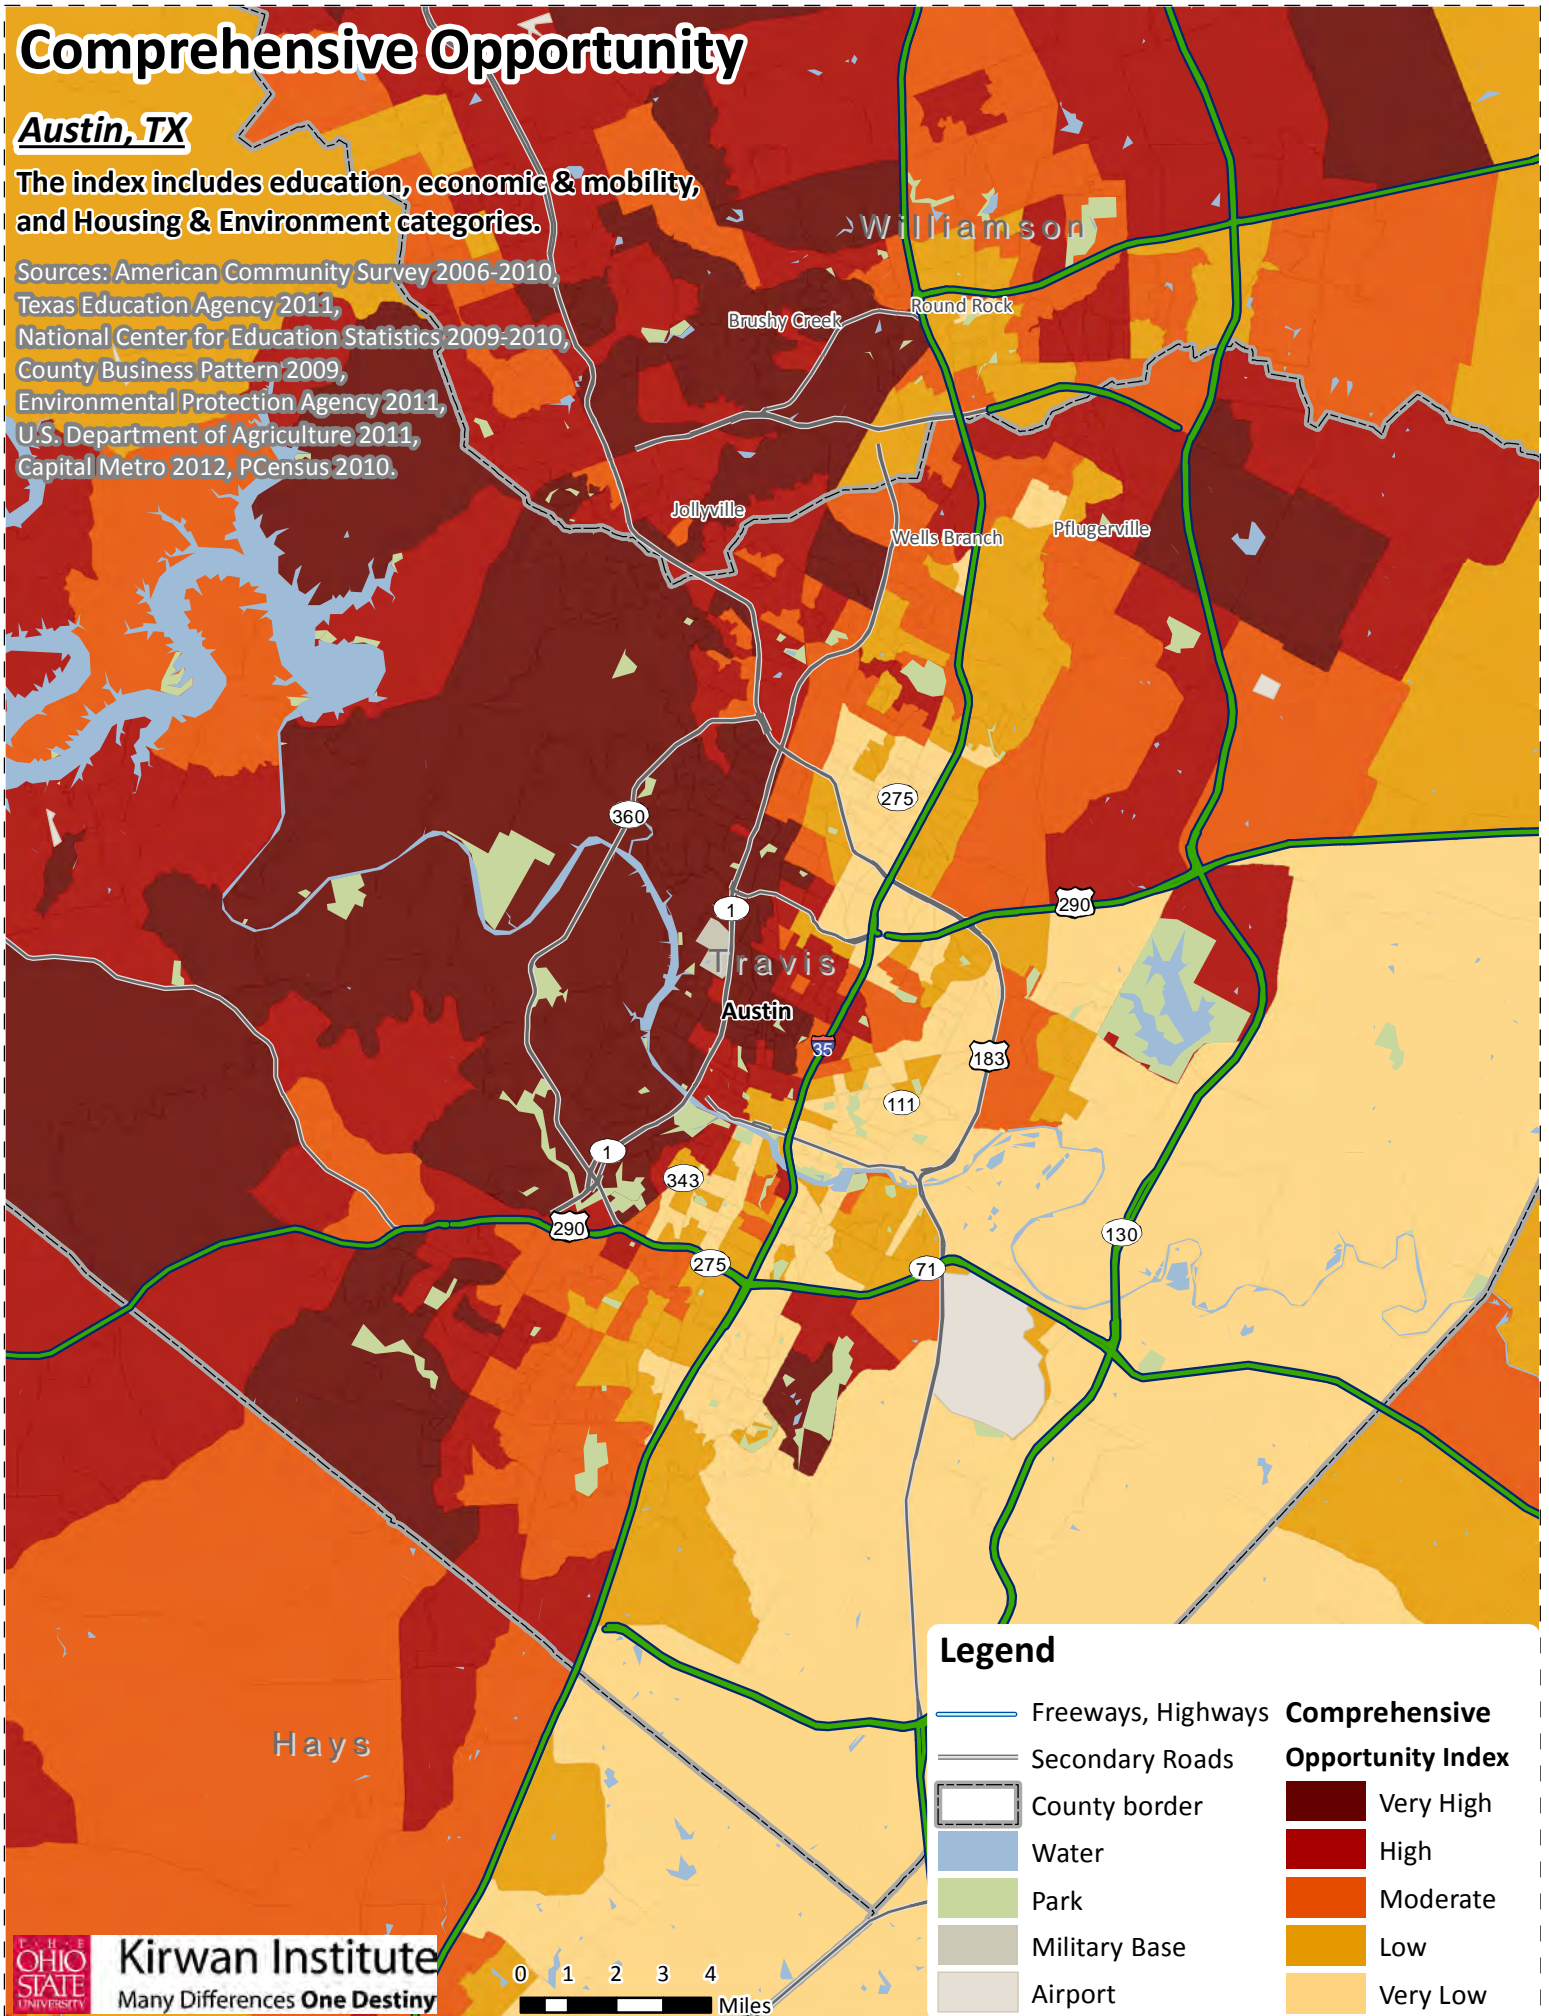 Comprehensive Opportunity
Austin, TX
The index includes education, economic & mobility,
and Housing & Environment categories.
Sources: American Community Survey 2006-2010,
Texas Education Agency 2011,
National Center for Education Statistics 2009-2010,
County Business Pattern 2009,
Environmental Protection Agency 2011,
U.S. Department of Agriculture 2011,
Capital Metro 2012, PCensus 2010.
Williamson
Round Rock
Brushy Creek
Jollyville
Wells Branch
Pflugerville
275
360
290
1
Travis
Austin
35
183
111
1
343
290
275
71
130
Hays
Legend
Freeways, Highways
Secondary Roads
County border
Water
Park
Military Base
Airport
Comprehensive
Opportunity Index
Very High
High
Moderate
Low
Very Low
T · H · E
OHIO
STATE
UNIVERSITY
Kirwan Institute
Many Differences One Destiny
0 1 2 3 4
Miles